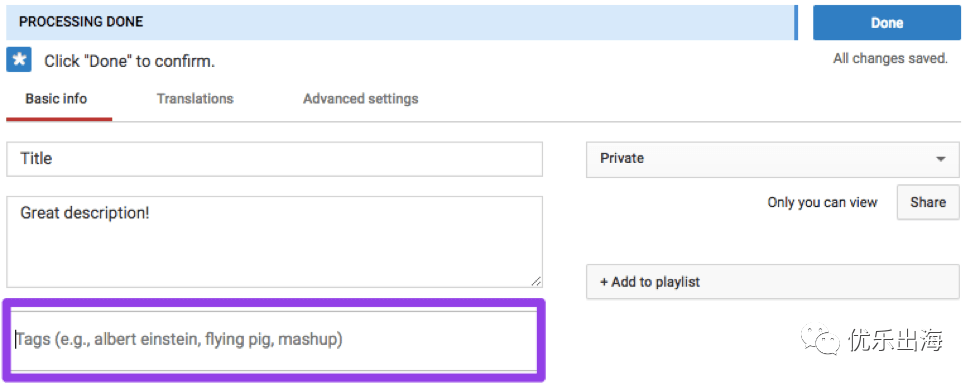 PROCESSING DONE
Done
Click "Done" to confirm.
All changes saved.
Basic info
Translations
Advanced settings
Title
Private
Great description!
Only you can view
Share
+ Add to playlist
Tags (e.g., albert einstein, flying pig, mashup)
优乐出海